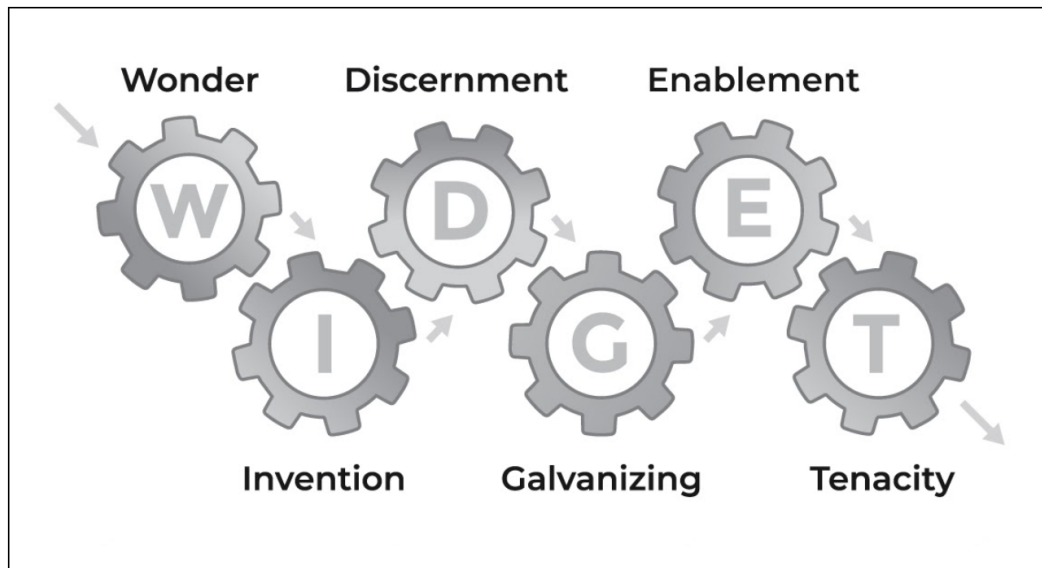 Wonder Discernment Enablement
W D E
I G T
Invention Galvanizing Tenacity